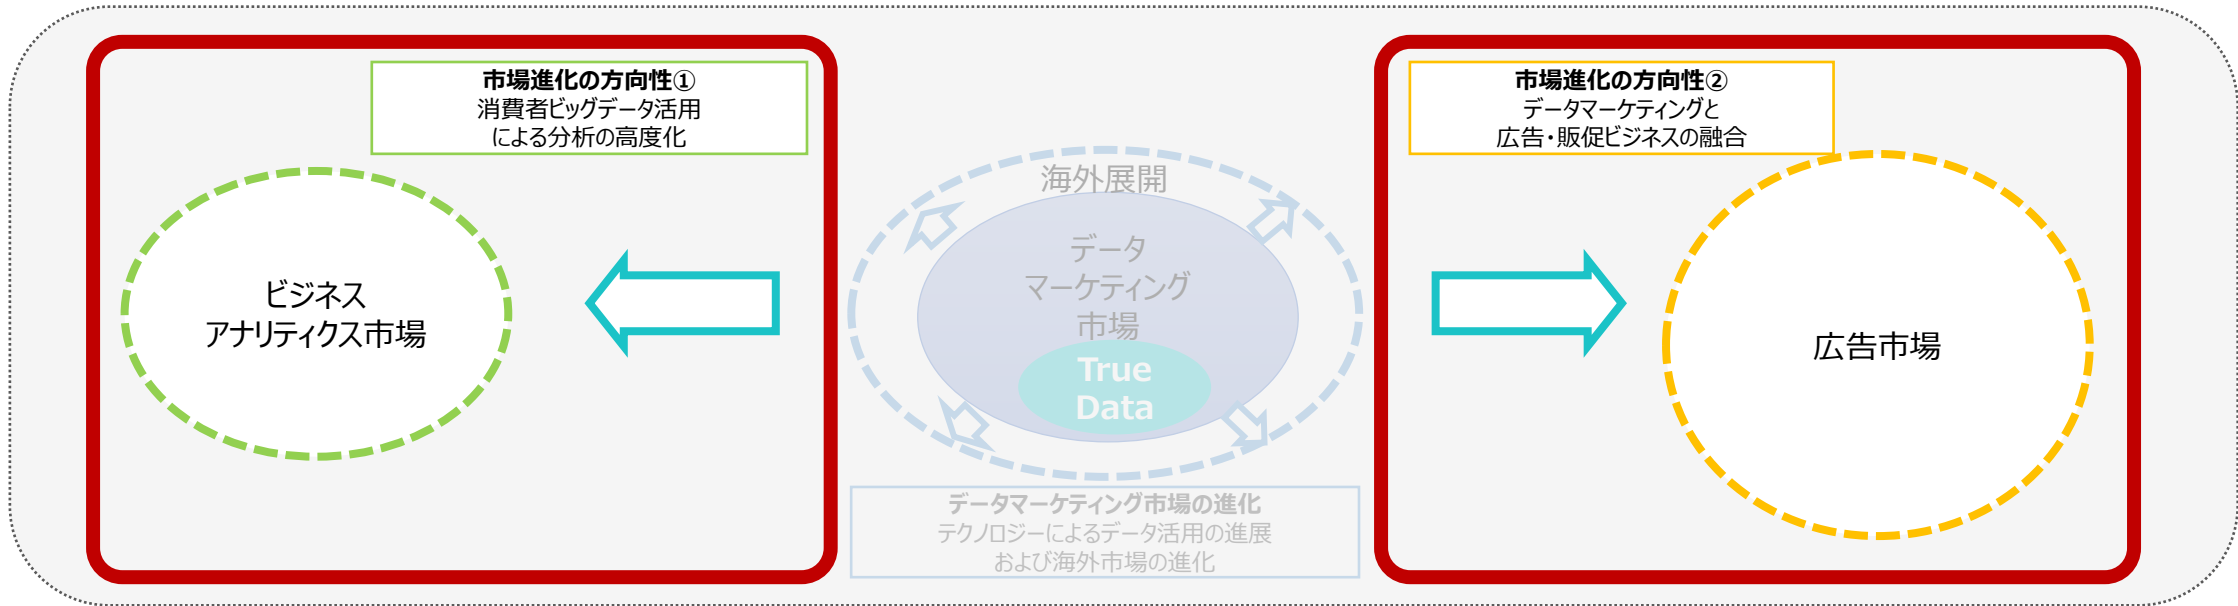 市場進化の方向性①
消費者ビッグデータ活用
による分析の高度化
ビジネス
アナリティクス市場
海外展開
データ
マーケティング
市場
True
Data
データマーケティング市場の進化
テクノロジーによるデータ活用の進展
および海外市場の進化
市場進化の方向性②
データマーケティングと
広告・販促ビジネスの融合
広告市場